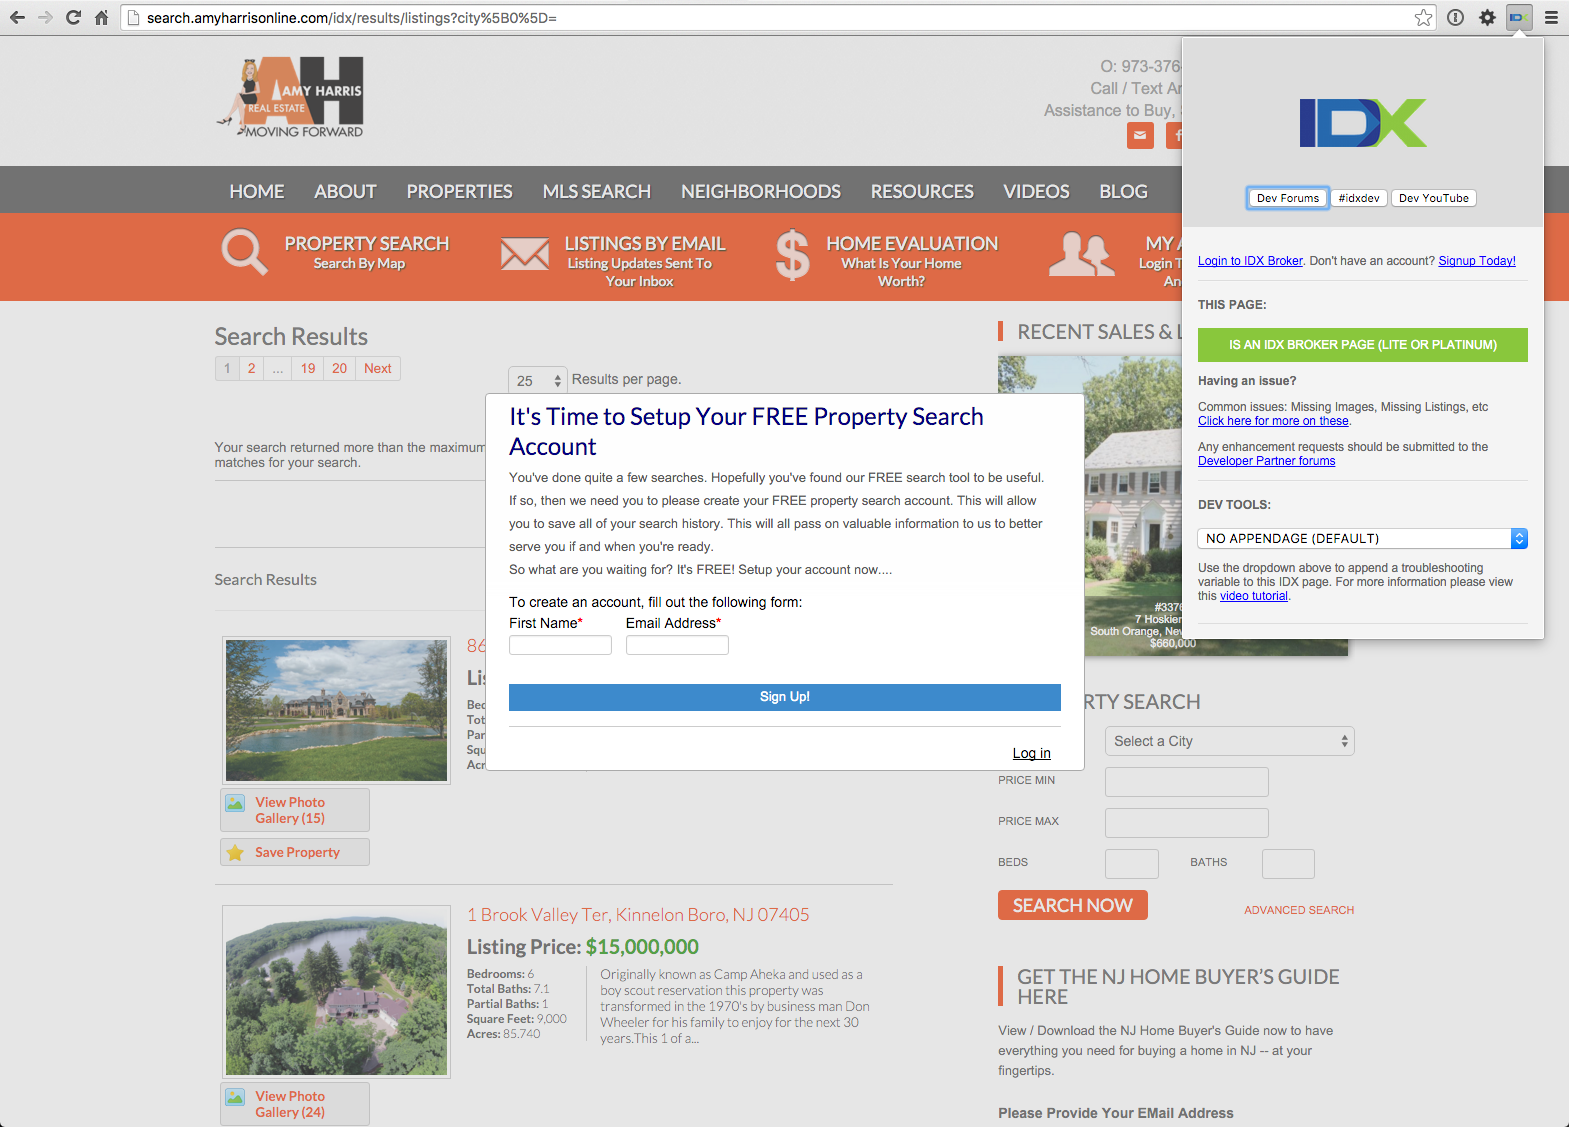 search.amyharrisonline.com/idx/results/listings?city%5B0%5D=
IDX
AH
AMY HARRIS
REAL ESTATE
MOVING FORWARD
O: 973-376-
Call / Text
Assistance to Buy,
HOME ABOUT PROPERTIES MLS SEARCH NEIGHBORHOODS RESOURCES VIDEOS BLOG
PROPERTY SEARCH
Search By Map
LISTINGS BY EMAIL
Listing Updates Sent To
Your Inbox
$
HOME EVALUATION
What Is Your Home
Worth?
MY
Login
Search Results
1 2 ... 19 20 Next
25 Results per page.
Your search returned more than the maximum
matches for your search.
Search Results
86
View Photo
Gallery (15)
Save Property
1 Brook Valley Ter, Kinnelon Boro, NJ 07405
Listing Price: $15,000,000
Bedrooms: 6
Total Baths: 7.1
Partial Baths: 1
Square Feet: 9,000
Acres: 85.740
Originally known as Camp Aheka and used as a
boy scout reservation this property was
transformed in the 1970's by business man Don
Wheeler for his family to enjoy for the next 30
years.This 1 of a...
View Photo
Gallery (24)
It's Time to Setup Your FREE Property Search
Account
You've done quite a few searches. Hopefully you've found our FREE search tool to be useful.
If so, then we need you to please create your FREE property search account. This will allow
you to save all of your search history. This will all pass on valuable information to us to better
serve you if and when you're ready.
So what are you waiting for? It's FREE! Setup your account now....
To create an account, fill out the following form:
First Name* Email Address*
Sign Up!
Log in
RECENT SALES & L
#3376
7 Hoskier
South Orange, New
$660,000
RTY SEARCH
Select a City
PRICE MIN
PRICE MAX
BEDS BATHS
SEARCH NOW
ADVANCED SEARCH
GET THE NJ HOME BUYER'S GUIDE
HERE
View / Download the NJ Home Buyer's Guide now to have
everything you need for buying a home in NJ -- at your
fingertips.
Please Provide Your EMail Address
IDX
Dev Forums #idxdev Dev YouTube
Login to IDX Broker. Don't have an account? Signup Today!
THIS PAGE:
IS AN IDX BROKER PAGE (LITE OR PLATINUM)
Having an issue?
Common issues: Missing Images, Missing Listings, etc
Click here for more on these.
Any enhancement requests should be submitted to the
Developer Partner forums
DEV TOOLS:
NO APPENDAGE (DEFAULT)
Use the dropdown above to append a troubleshooting
variable to this IDX page. For more information please view
this video tutorial.